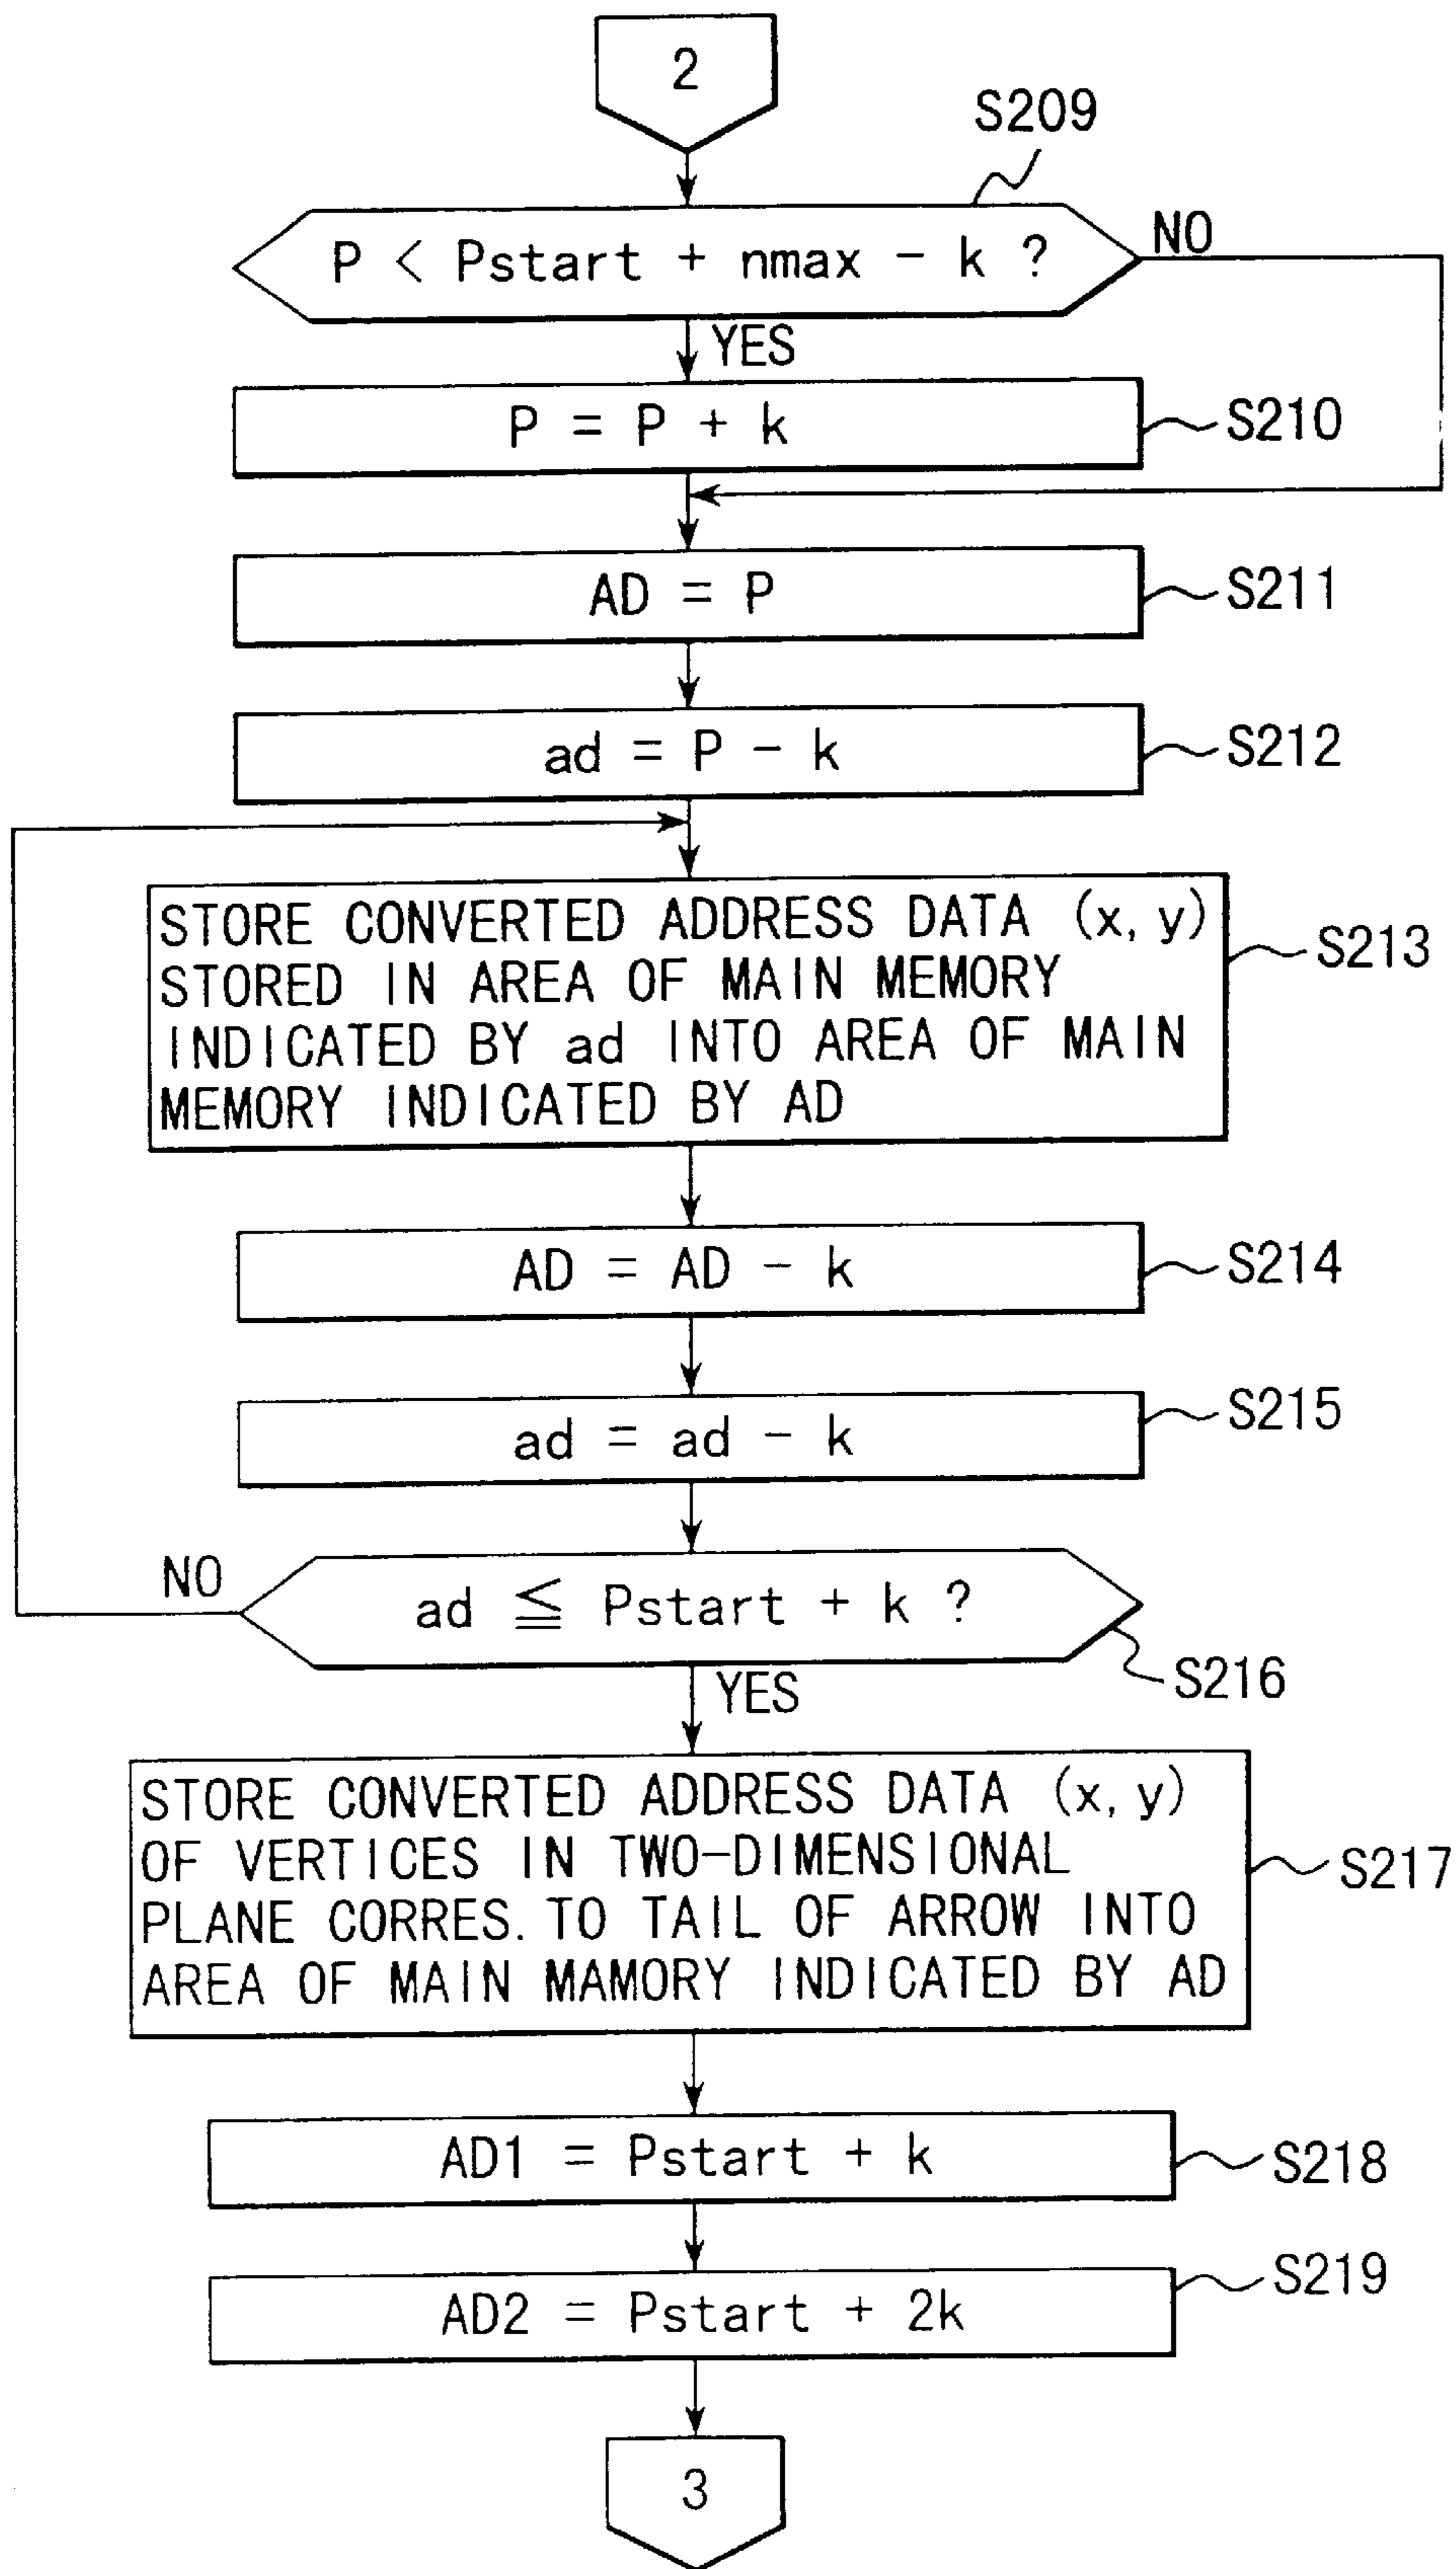 2
S209
P < Pstart + nmax - k ?
NO
YES
P = P + k
S210
AD = P
S211
ad = P - k
S212
STORE CONVERTED ADDRESS DATA (x, y)
STORED IN AREA OF MAIN MEMORY
INDICATED BY ad INTO AREA OF MAIN
MEMORY INDICATED BY AD
S213
AD = AD - k
S214
ad = ad - k
S215
NO
ad ≦ Pstart + k ?
S216
YES
STORE CONVERTED ADDRESS DATA (x, y)
OF VERTICES IN TWO-DIMENSIONAL
PLANE CORRES. TO TAIL OF ARROW INTO
AREA OF MAIN MAMORY INDICATED BY AD
S217
AD1 = Pstart + k
S218
AD2 = Pstart + 2k
S219
3